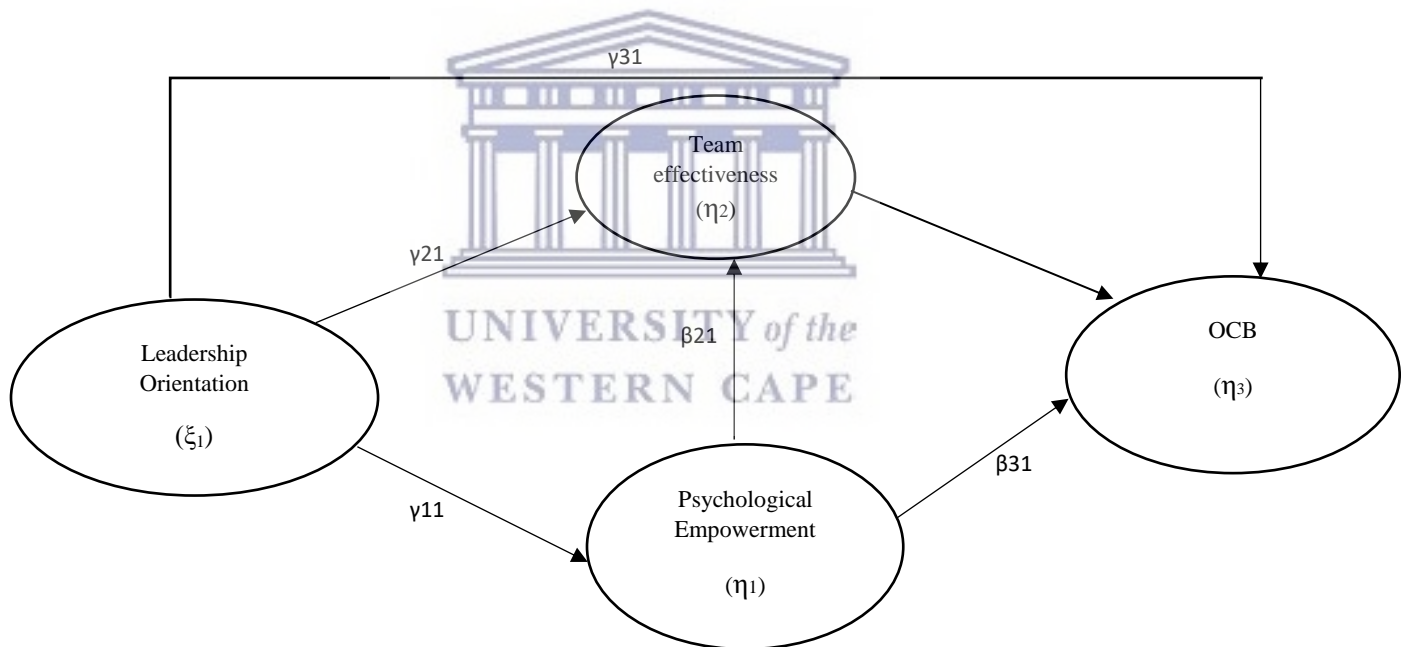 γ31
Team
effectiveness
(η2)
γ21
UNIVERSITY of the
WESTERN CAPE
β21
Leadership
Orientation
(ξ1)
OCB
(η3)
γ11
Psychological
Empowerment
(η1)
β31